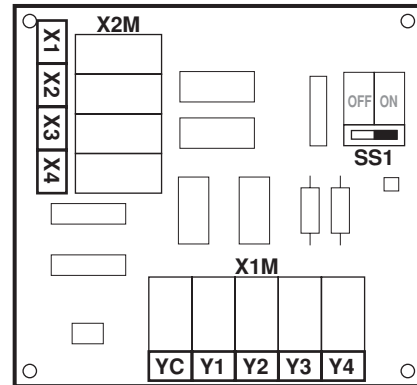 X2M
X1
X2
X3
X4
OFF ON
SS1
X1M
YC Y1 Y2 Y3 Y4